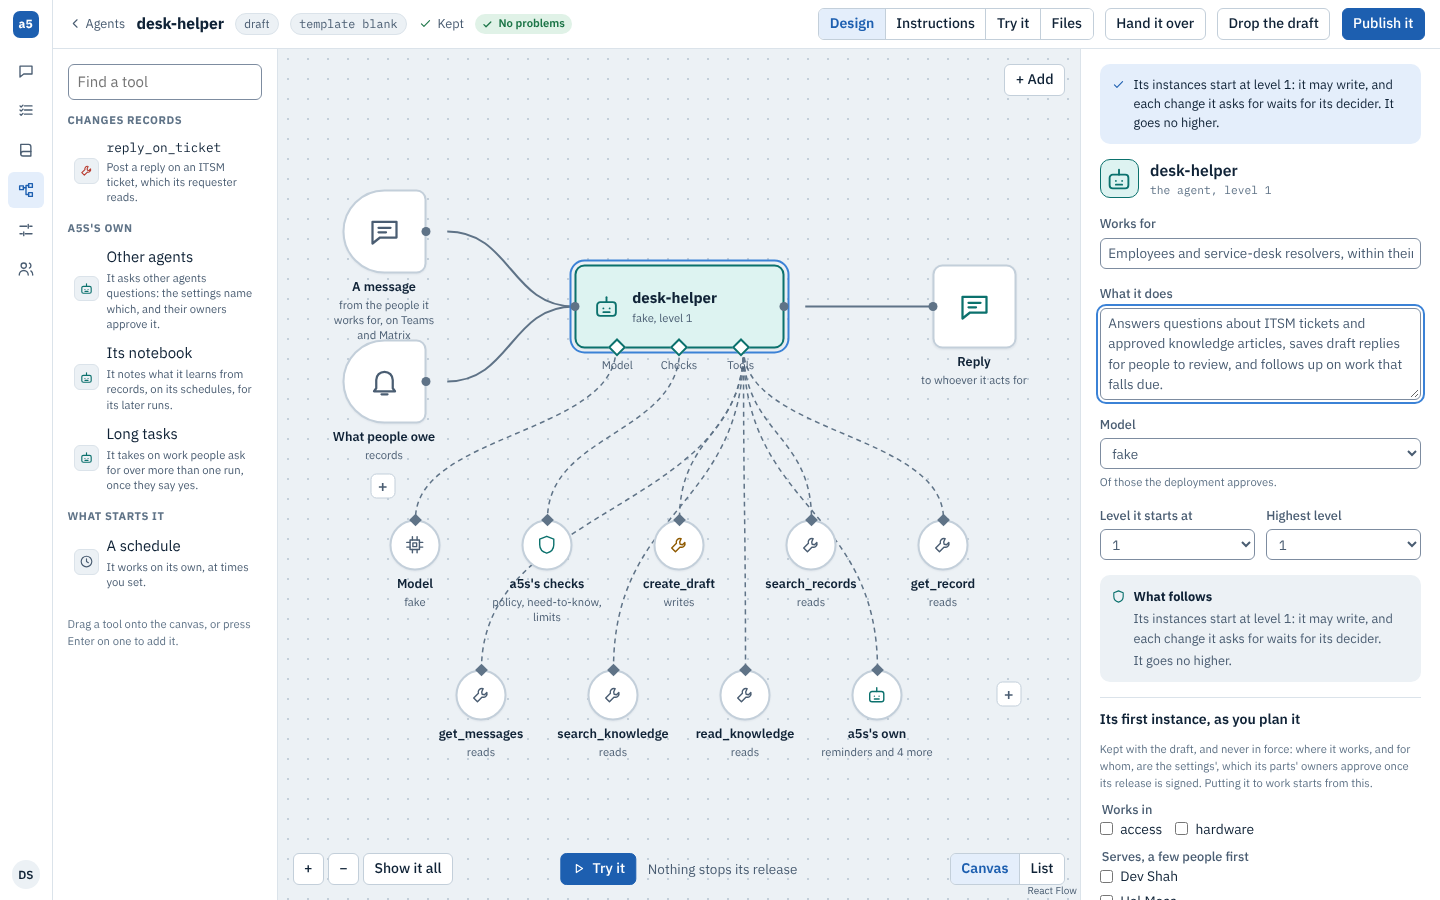 a5
Agents
desk-helper
draft
template blank
Kept
No problems
Design
Instructions
Try it
Files
Hand it over
Drop the draft
Publish it
Find a tool
CHANGES RECORDS
reply_on_ticket
Post a reply on an ITSM
ticket, which its requester
reads.
A5S'S OWN
Other agents
It asks other agents
questions: the settings name
which, and their owners
approve it.
Its notebook
It notes what it learns from
records, on its schedules, for
its later runs.
Long tasks
It takes on work people ask
for over more than one run,
once they say yes.
WHAT STARTS IT
A schedule
It works on its own, at times
you set.
Drag a tool onto the canvas, or press
Enter on one to add it.
DS
+ Add
A message
from the people it
works for, on Teams
and Matrix
What people owe
records
+
desk-helper
fake, level 1
Model
Checks
Tools
Reply
to whoever it acts for
Model
fake
a5s's checks
policy, need-to-know,
limits
create_draft
writes
search_records
reads
get_record
reads
get_messages
reads
search_knowledge
reads
read_knowledge
reads
a5s's own
reminders and 4 more
+
+
−
Show it all
Try it
Nothing stops its release
Canvas
List
React Flow
Its instances start at level 1: it may write, and
each change it asks for waits for its decider. It
goes no higher.
desk-helper
the agent, level 1
Works for
Employees and service-desk resolvers, within their
What it does
Answers questions about ITSM tickets and
approved knowledge articles, saves draft replies
for people to review, and follows up on work that
falls due.
Model
fake
Of those the deployment approves.
Level it starts at
Highest level
1
1
What follows
Its instances start at level 1: it may write, and
each change it asks for waits for its decider.
It goes no higher.
Its first instance, as you plan it
Kept with the draft, and never in force: where it works, and for
whom, are the settings', which its parts' owners approve once
its release is signed. Putting it to work starts from this.
Works in
access
hardware
Serves, a few people first
Dev Shah